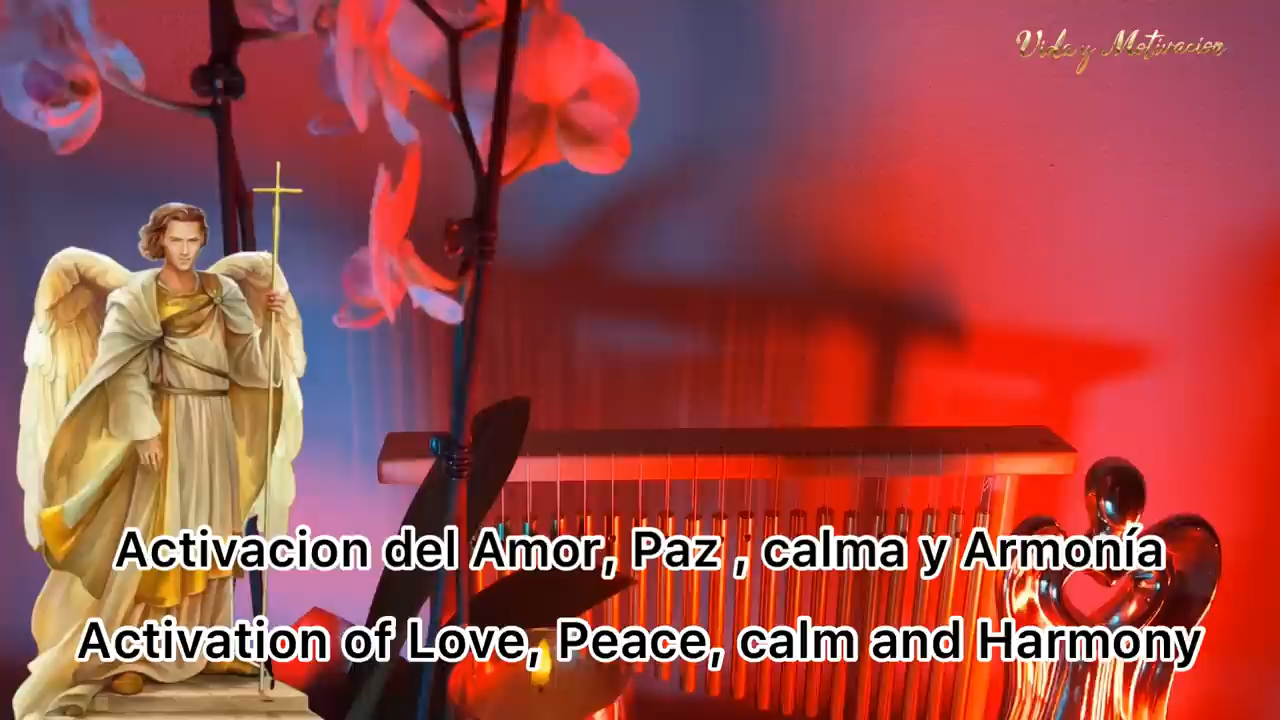 Vida y Motivacion
Activacion del Amor, Paz , calma y Armonía
Activation of Love, Peace, calm and Harmony